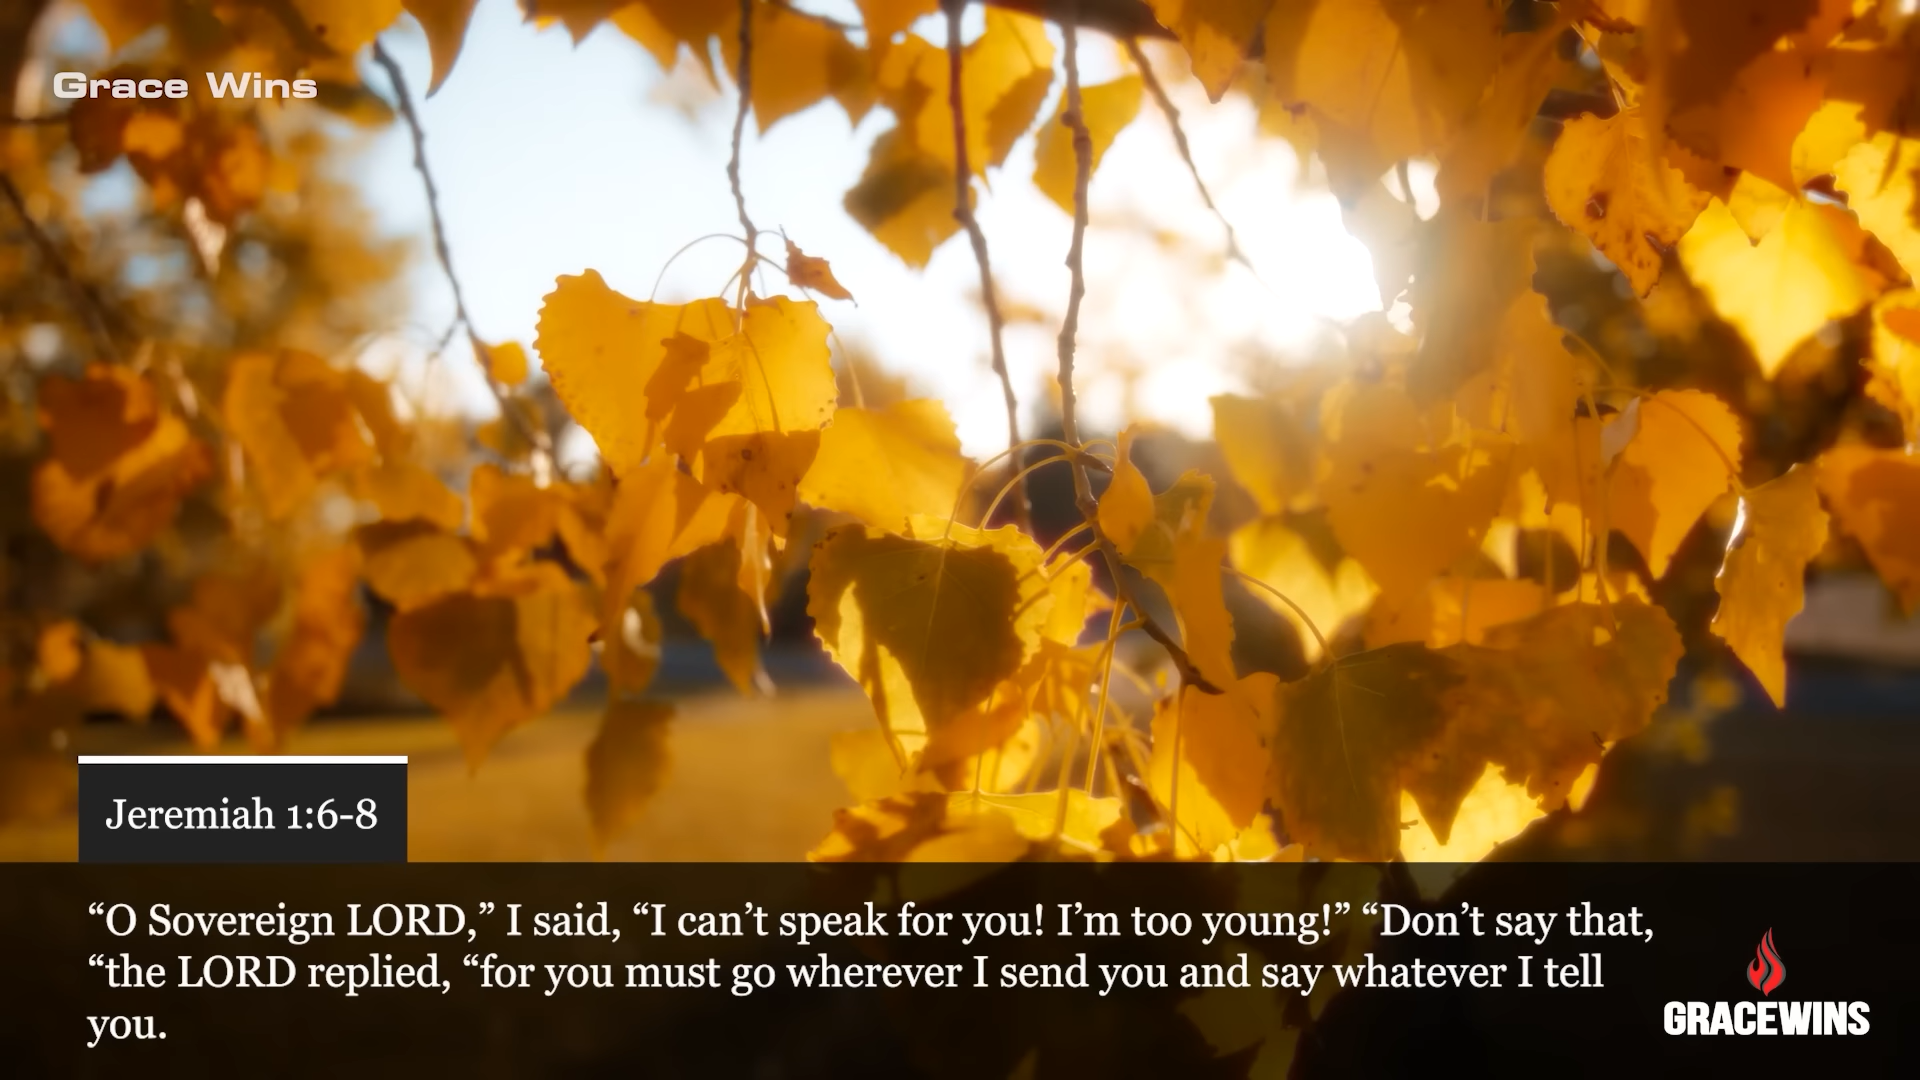 Grace Wins
Jeremiah 1:6-8
“O Sovereign LORD,” I said, “I can’t speak for you! I’m too young!” “Don’t say that,
“the LORD replied, “for you must go wherever I send you and say whatever I tell
you.
GRACEWINS